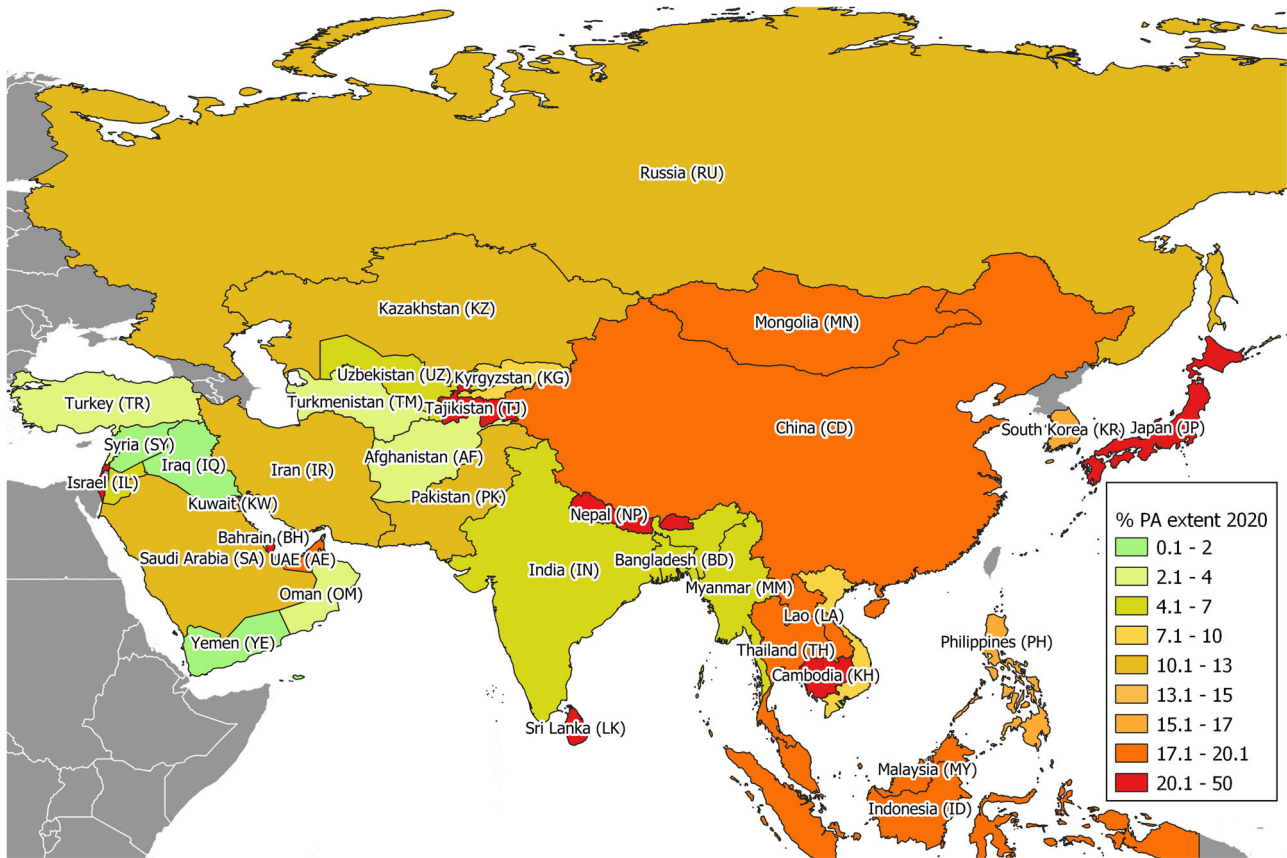 Russia (RU)
Kazakhstan (KZ)
Mongolia (MN)
Uzbekistan (UZ)
Kyrgyzstan (KG)
Turkey (TR)
Turkmenistan (TM)
Tajikistan (TJ)
China (CD)
South Korea (KR)
Japan (JP)
Syria (SY)
Afghanistan (AF)
Iraq (IQ)
Iran (IR)
Israel (IL)
Pakistan (PK)
Kuwait (KW)
Nepal (NP)
Bahrain (BH)
Saudi Arabia (SA)
UAE (AE)
Bangladesh (BD)
India (IN)
Myanmar (MM)
Oman (OM)
Lao (LA)
Yemen (YE)
Philippines (PH)
Thailand (TH)
Cambodia (KH)
Sri Lanka (LK)
Malaysia (MY)
Indonesia (ID)
% PA extent 2020
0.1 - 2
2.1 - 4
4.1 - 7
7.1 - 10
10.1 - 13
13.1 - 15
15.1 - 17
17.1 - 20.1
20.1 - 50